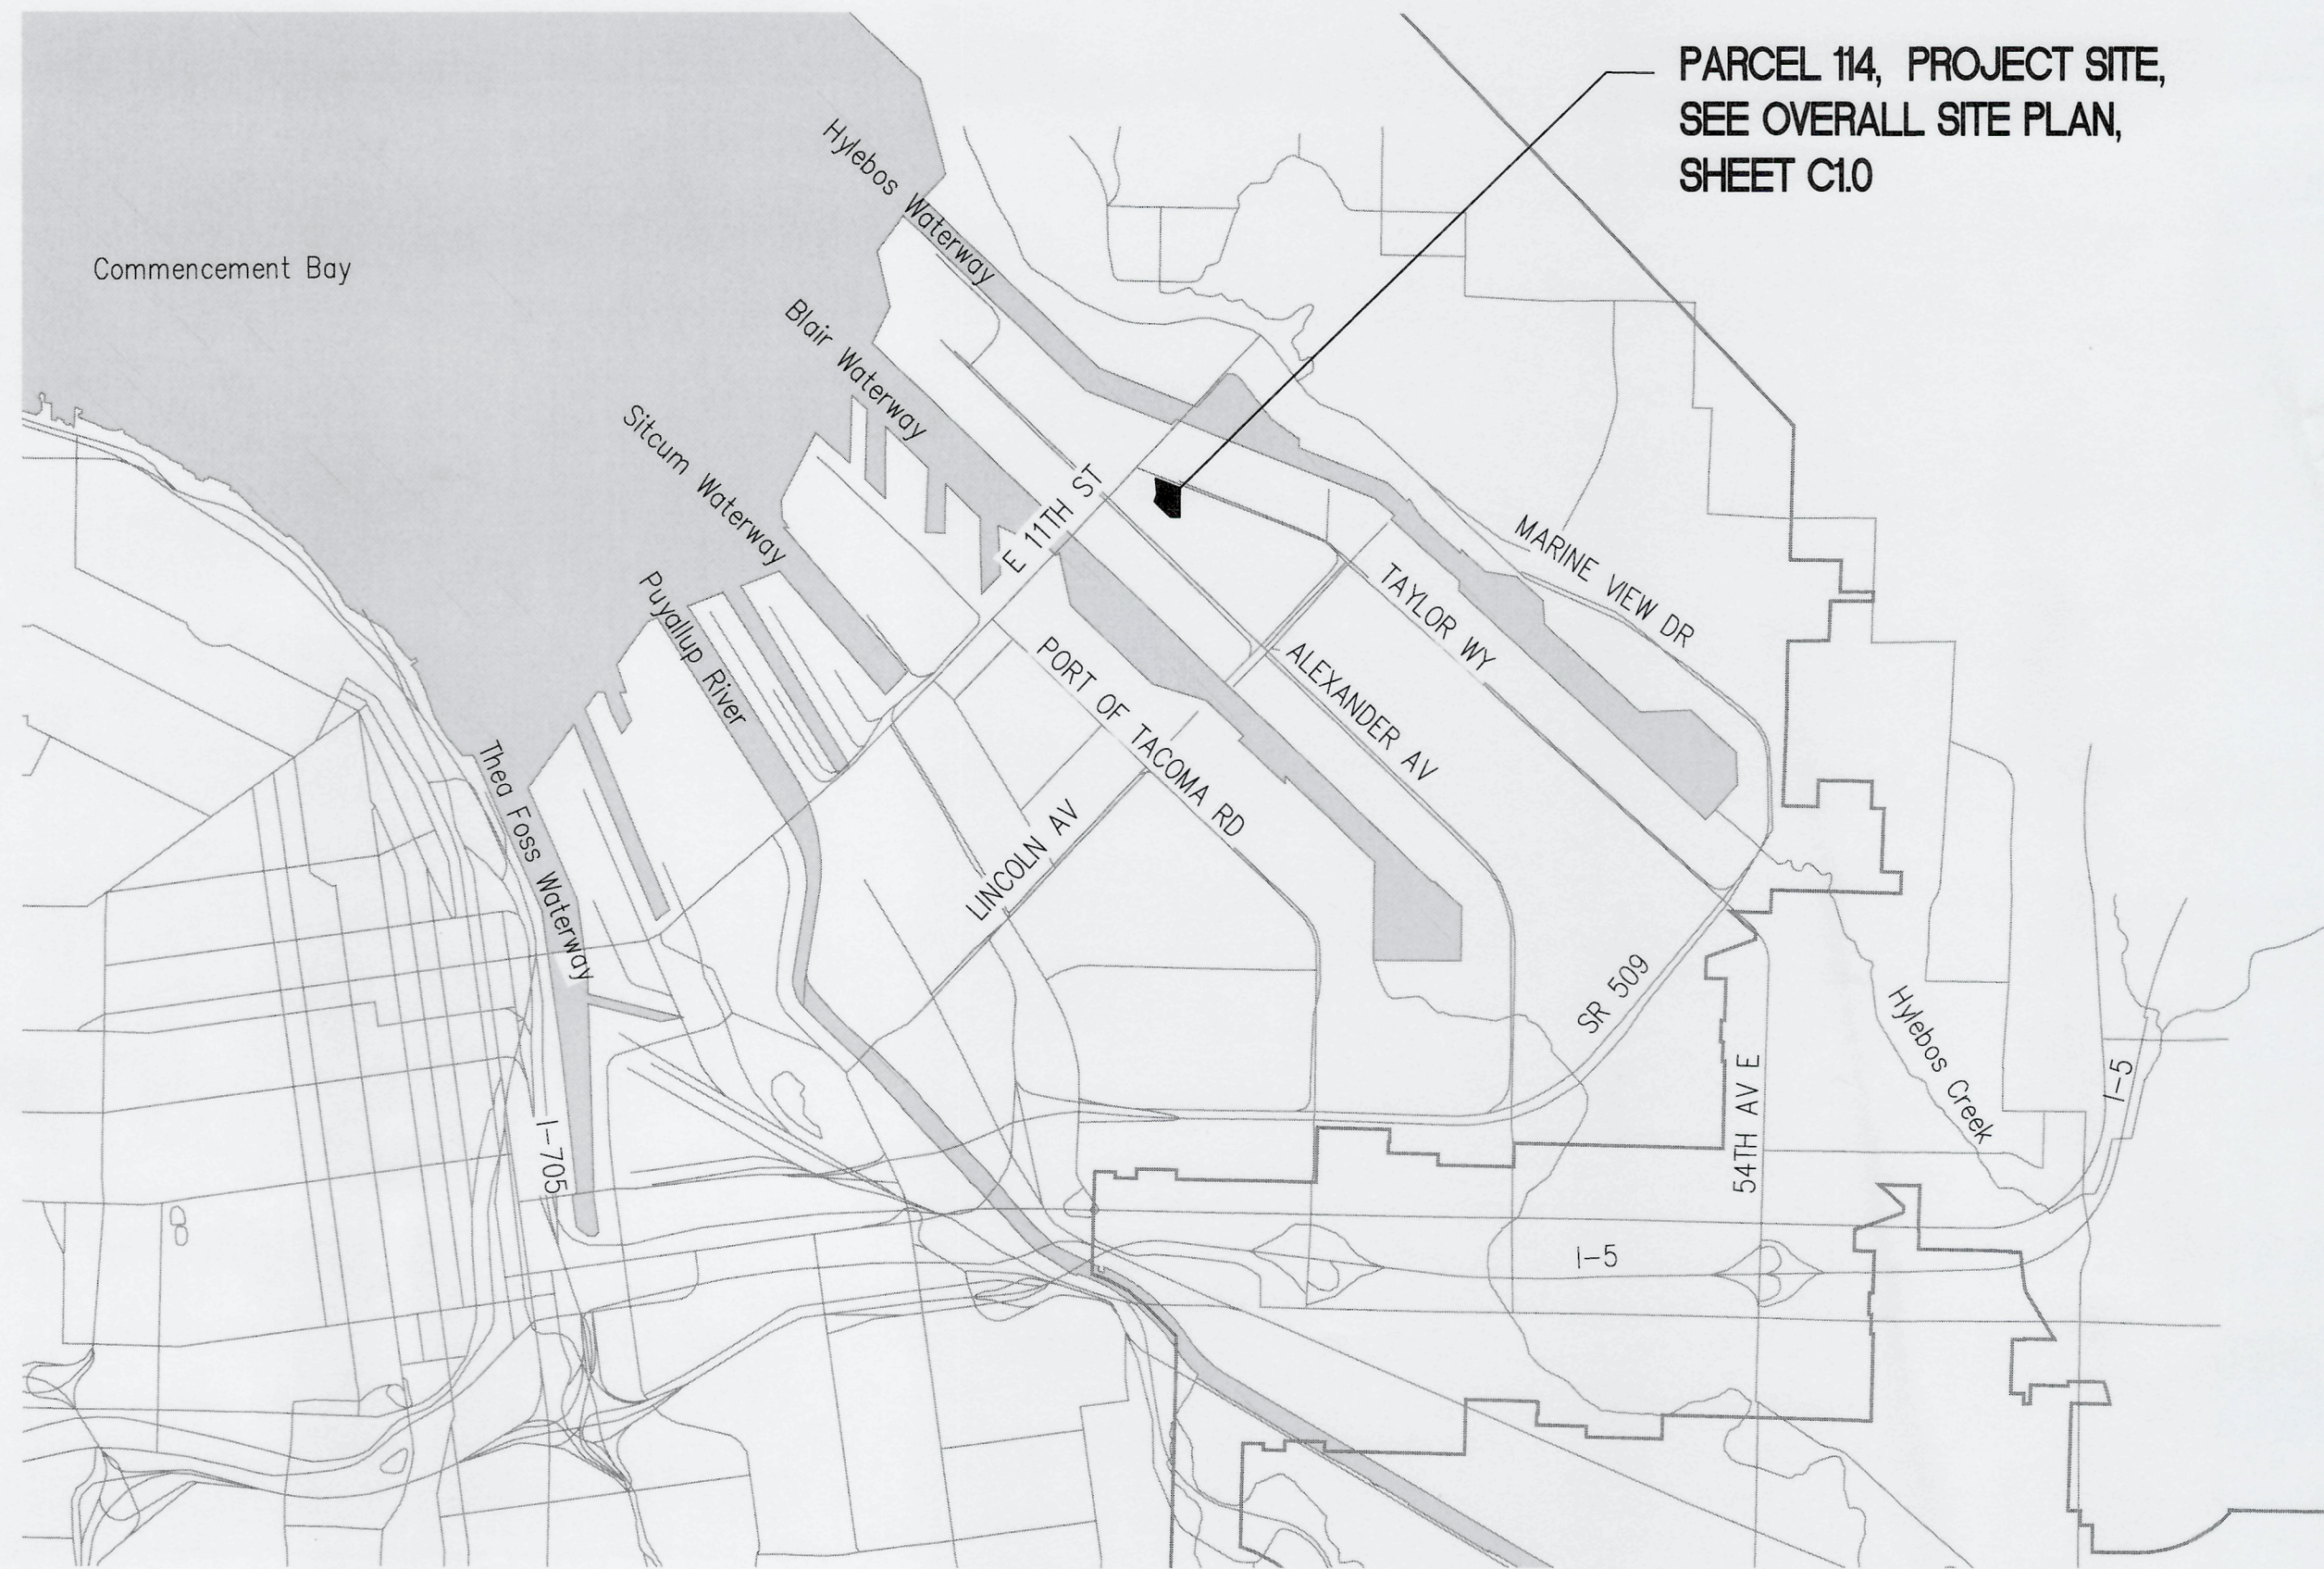 PARCEL 114, PROJECT SITE,
SEE OVERALL SITE PLAN,
SHEET C1.0
Hylebos Waterway
Commencement Bay
Blair Waterway
Sitcum Waterway
E 11TH ST
Puyallup River
MARINE VIEW DR
TAYLOR WY
ALEXANDER AV
PORT OF TACOMA RD
Thea Foss Waterway
LINCOLN AV
SR 509
Hylebos Creek
54TH AV E
I-5
I-705
I-5